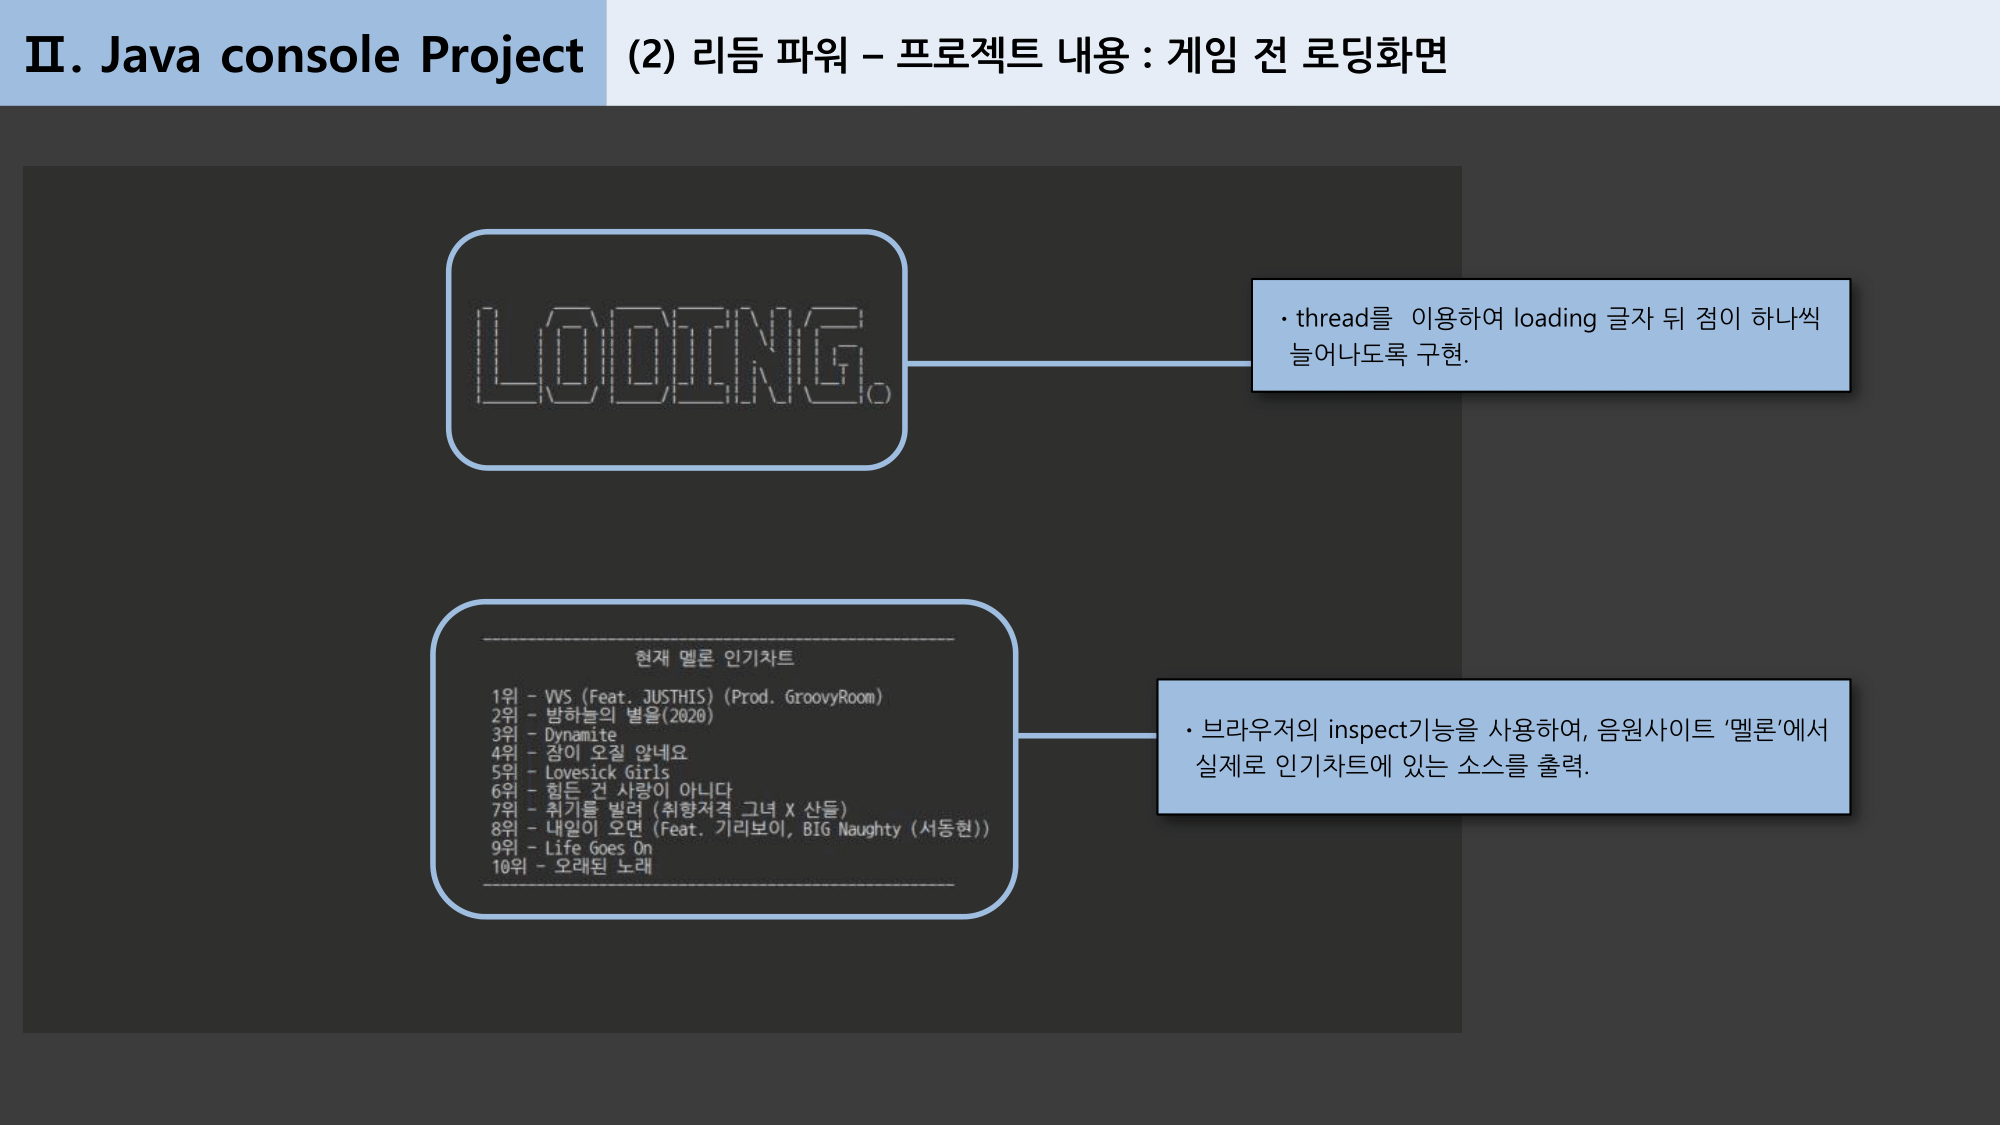 Ⅱ. Java console Project
(2) 리듬 파워 – 프로젝트 내용 : 게임 전 로딩화면
LODING.
· thread를 이용하여 loading 글자 뒤 점이 하나씩
늘어나도록 구현.
현재 멜론 인기차트
1위 - VVS (Feat. JUSTHIS) (Prod. GroovyRoom)
2위 - 밤하늘의 별을(2020)
3위 - Dynamite
4위 - 잠이 오질 않네요
5위 - Lovesick Girls
6위 - 힘든 건 사랑이 아니다
7위 - 취기를 빌려 (취향저격 그녀 X 산들)
8위 - 내일이 오면 (Feat. 기리보이, BIG Naughty (서동현))
9위 - Life Goes On
10위 - 오래된 노래
· 브라우저의 inspect기능을 사용하여, 음원사이트 ‘멜론’에서
실제로 인기차트에 있는 소스를 출력.